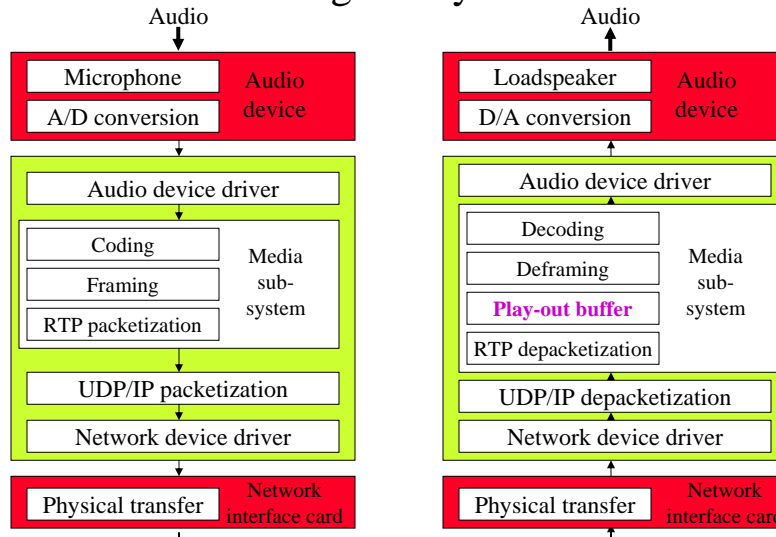 Audio
Microphone
A/D conversion
Audio
device
Audio device driver
Coding
Framing
RTP packetization
Media
sub-
system
UDP/IP packetization
Network device driver
Physical transfer
Network
interface card
Audio
Loadspeaker
D/A conversion
Audio
device
Audio device driver
Decoding
Deframing
Play-out buffer
RTP depacketization
Media
sub-
system
UDP/IP depacketization
Network device driver
Physical transfer
Network
interface card